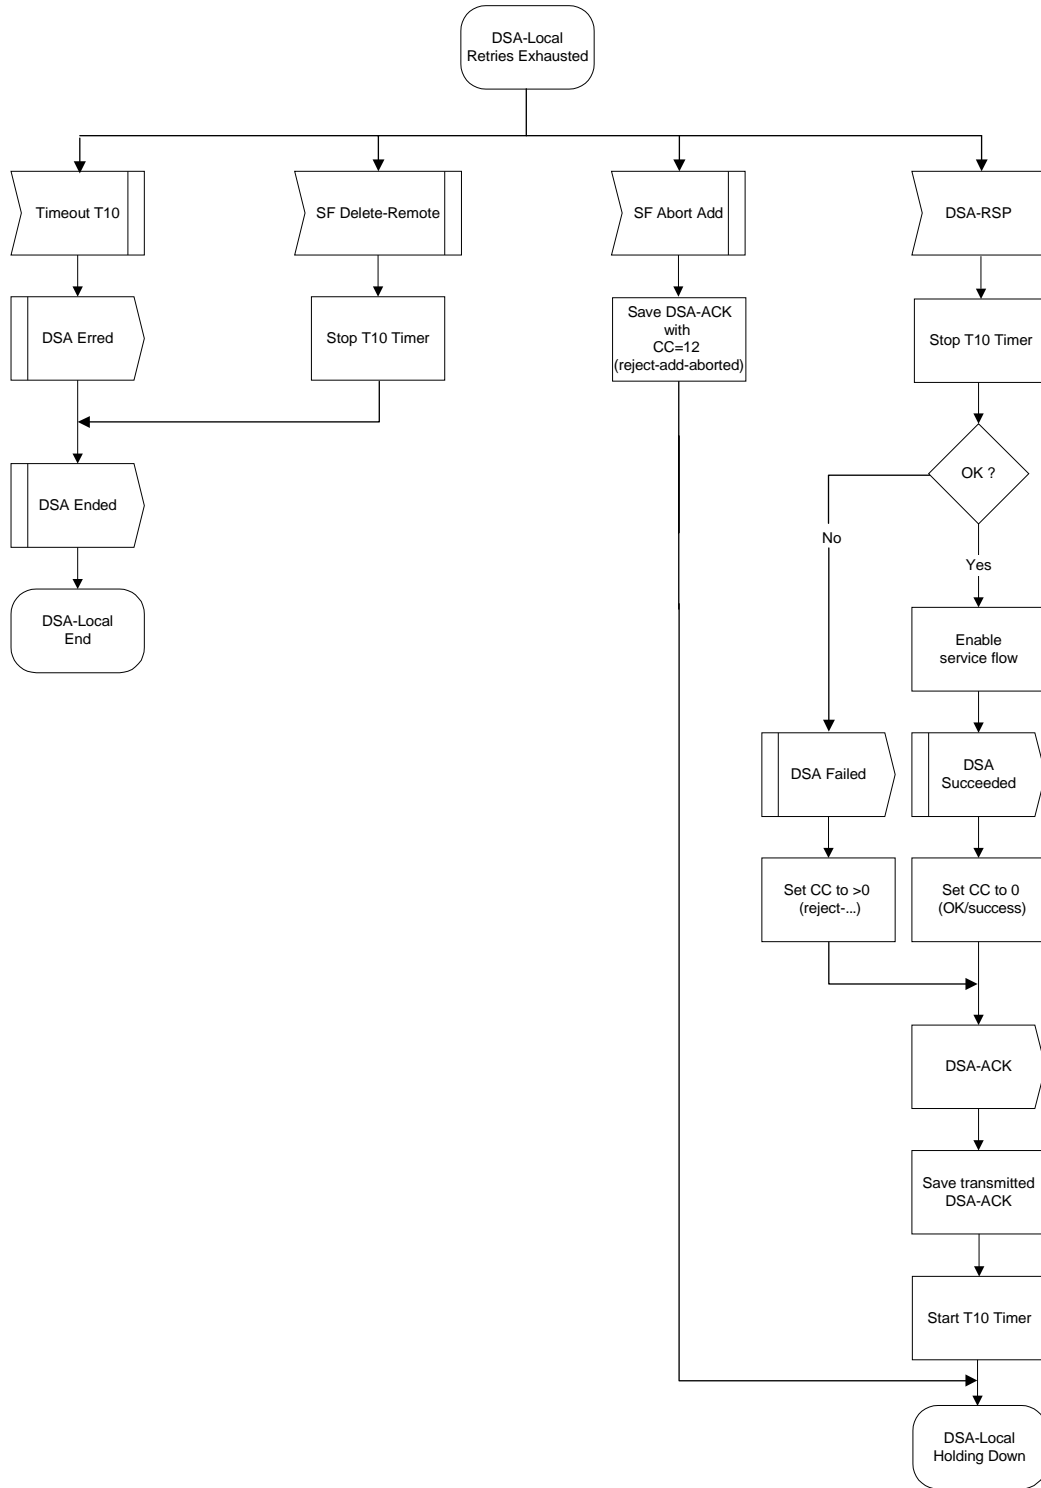 DSA-Local
Retries Exhausted
Timeout T10
SF Delete-Remote
SF Abort Add
DSA-RSP
DSA Erred
Stop T10 Timer
Save DSA-ACK
with
CC=12
(reject-add-aborted)
Stop T10 Timer
OK ?
DSA Ended
No
Yes
DSA-Local
End
Enable
service flow
DSA Failed
DSA
Succeeded
Set CC to >0
(reject-...)
Set CC to 0
(OK/success)
DSA-ACK
Save transmitted
DSA-ACK
Start T10 Timer
DSA-Local
Holding Down